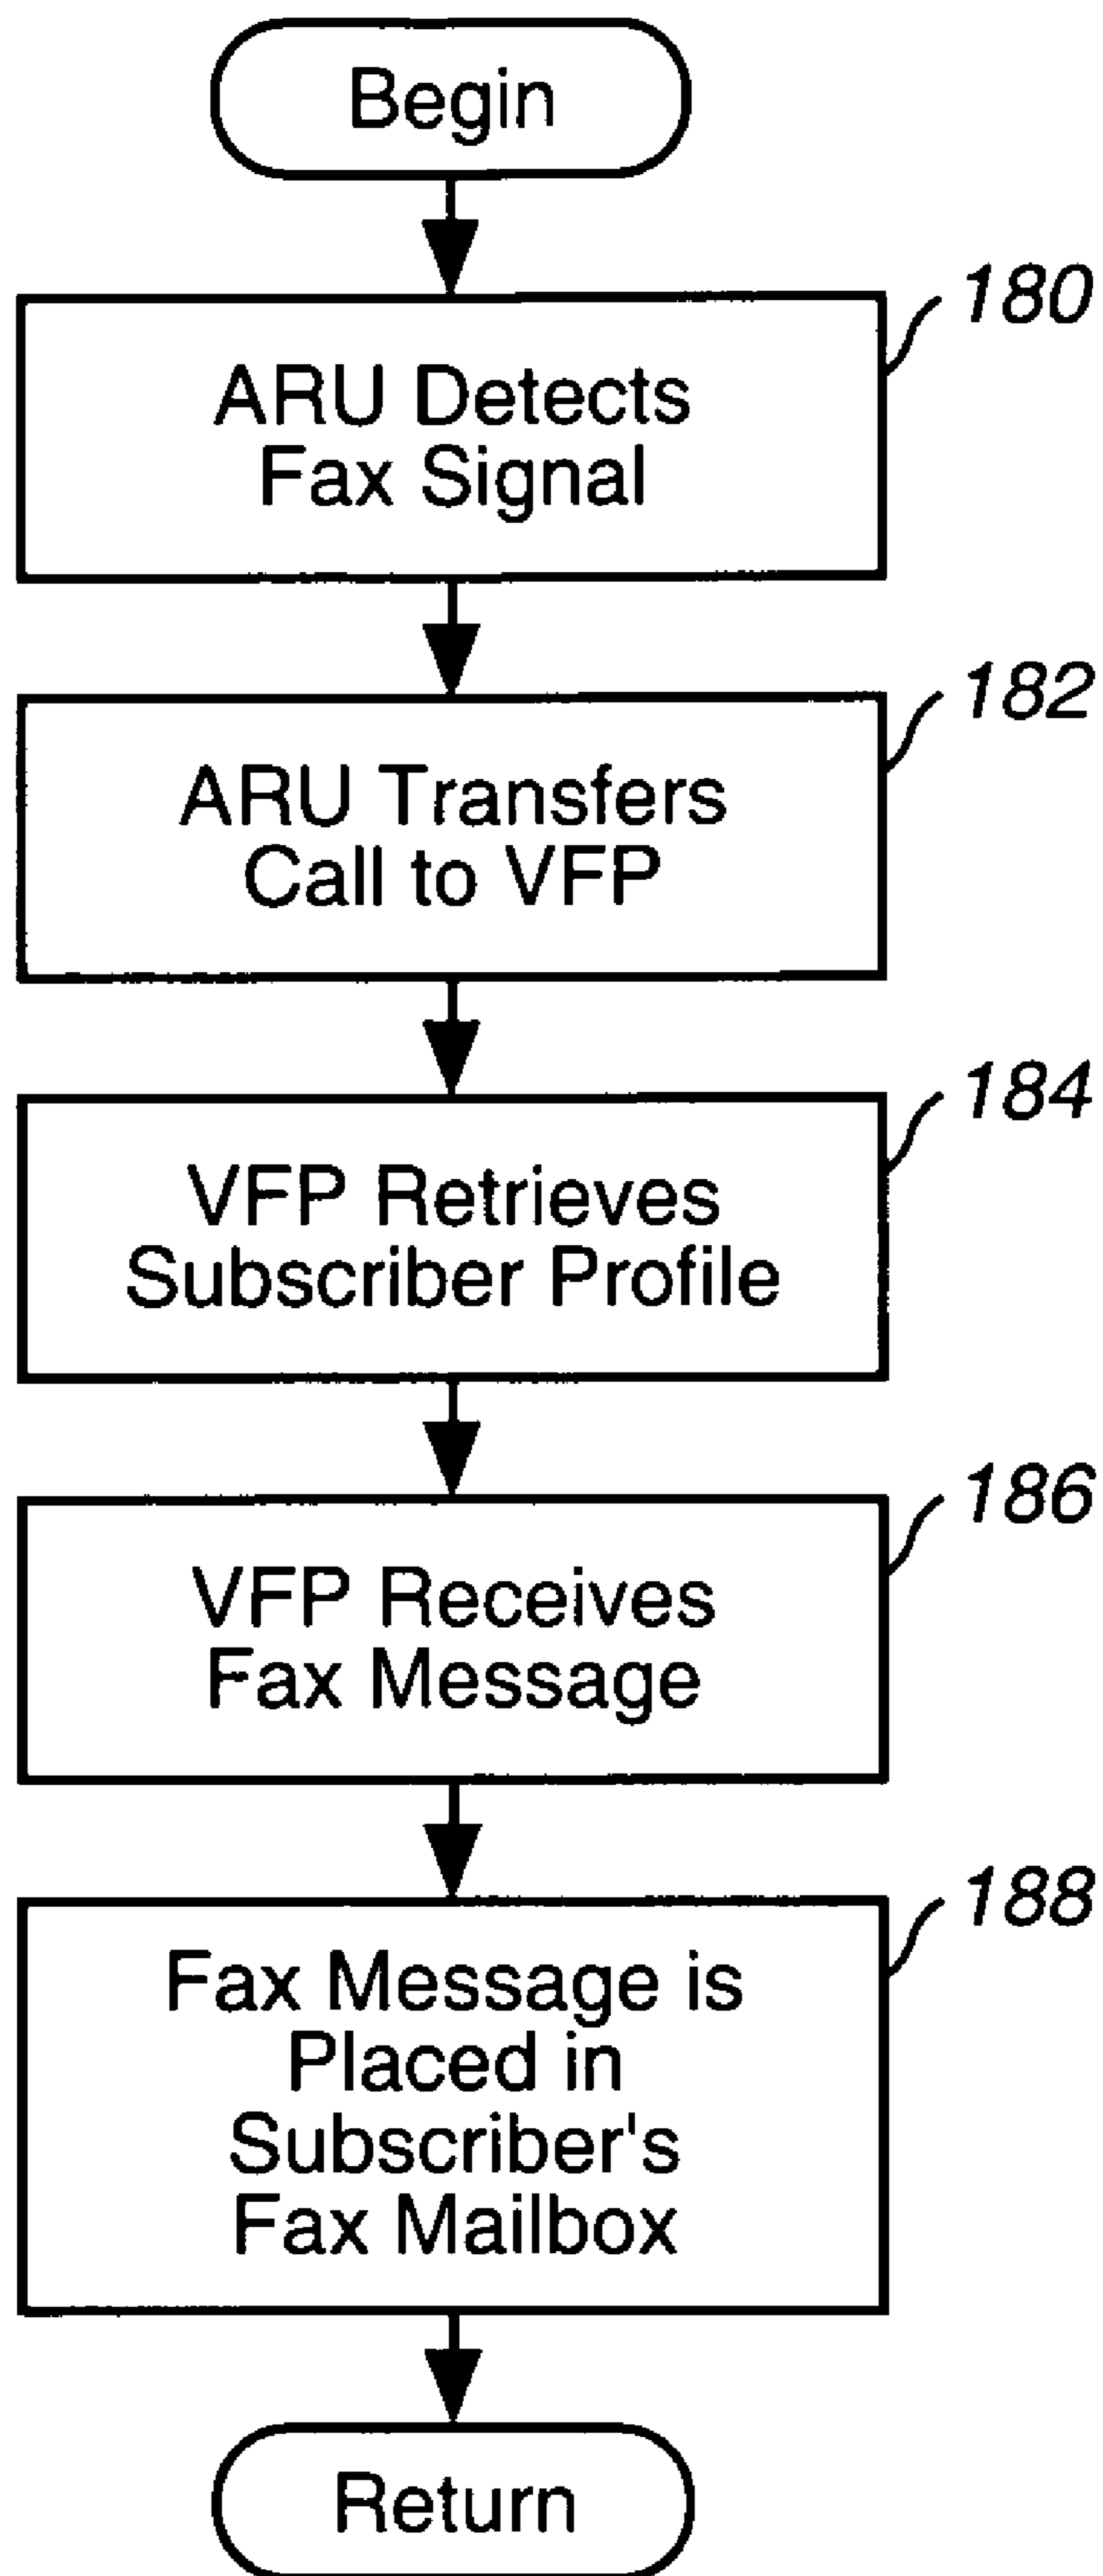 Begin
180
ARU Detects
Fax Signal
182
ARU Transfers
Call to VFP
184
VFP Retrieves
Subscriber Profile
186
VFP Receives
Fax Message
188
Fax Message is
Placed in
Subscriber's
Fax Mailbox
Return